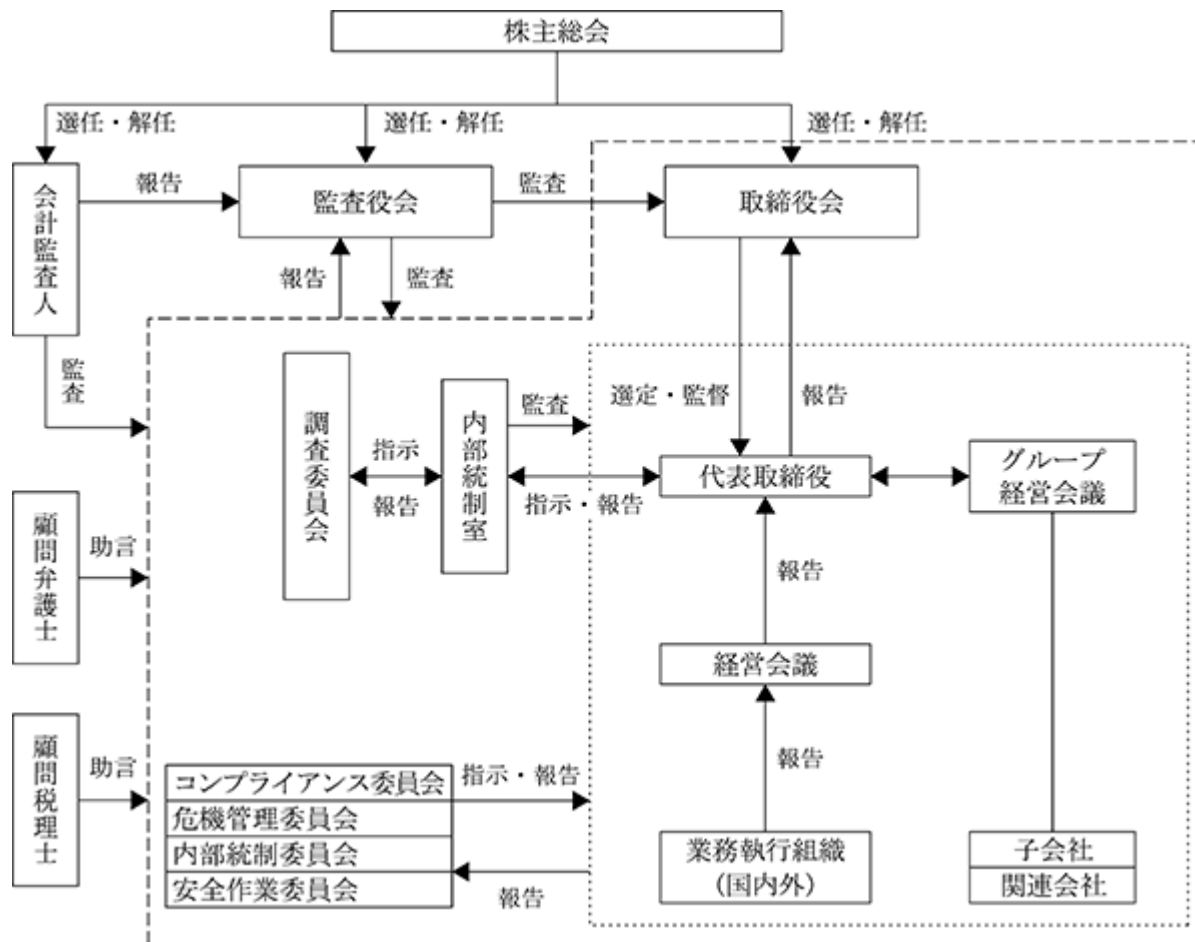 株主総会
選任・解任
選任・解任
選任・解任
会計監査人
報告
監査役会
監査
取締役会
報告
監査
監査
調査委員会
指示
報告
内部統制室
監査
指示・報告
選定・監督
報告
代表取締役
グループ
経営会議
顧問弁護士
助言
報告
経営会議
報告
顧問税理士
助言
コンプライアンス委員会
危機管理委員会
内部統制委員会
安全作業委員会
指示・報告
報告
業務執行組織
(国内外)
子会社
関連会社